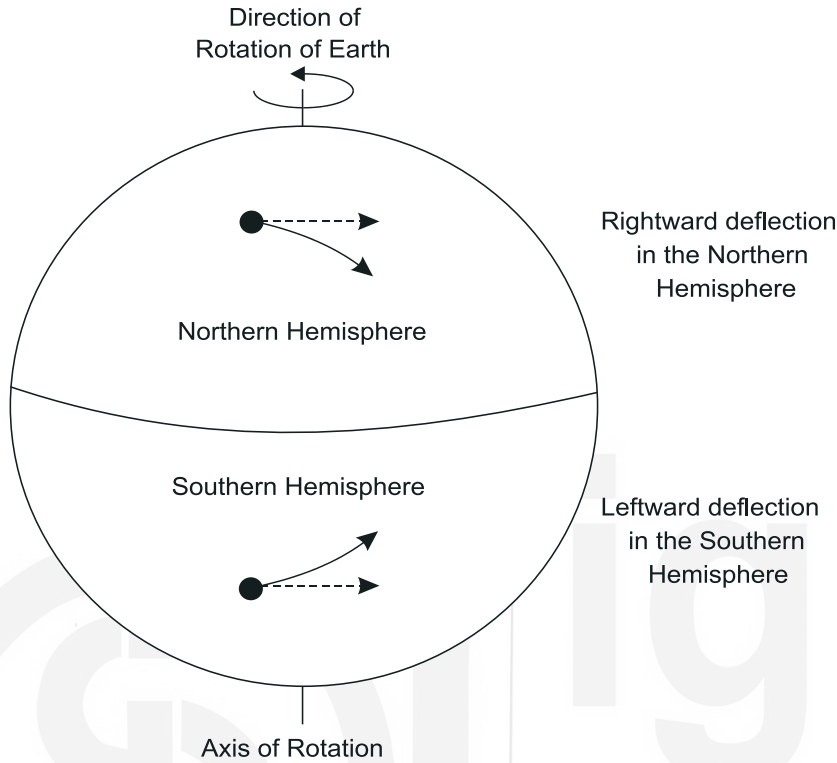 Direction of
Rotation of Earth
Rightward deflection
in the Northern
Hemisphere
Northern Hemisphere
Southern Hemisphere
Leftward deflection
in the Southern
Hemisphere
Axis of Rotation
ig